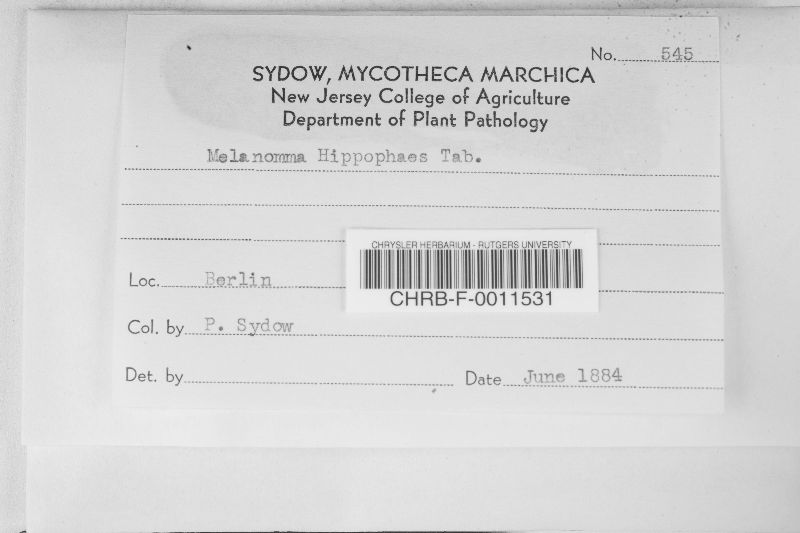 No. 545
SYDOW, MYCOTHECA MARCHICA
New Jersey College of Agriculture
Department of Plant Pathology
Melanomma Hippophaes Tab.
CHRYSLER HERBARIUM - RUTGERS UNIVERSITY
CHRB-F-0011531
Loc. Berlin
Col. by P. Sydow
Det. by
Date June 1884